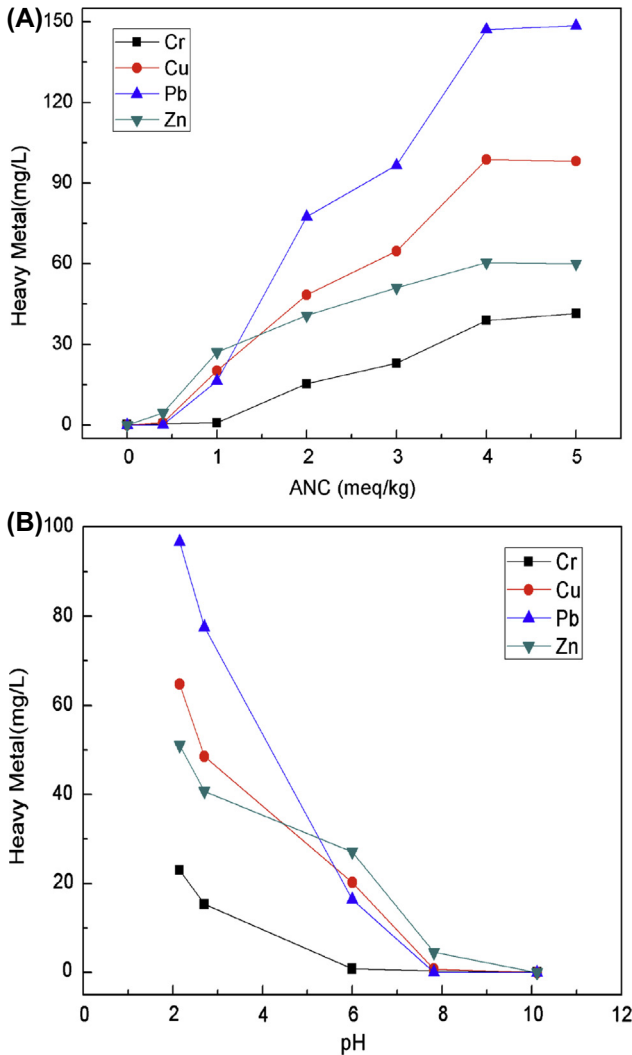 (A)
150
120
90
60
30
0
Heavy Metal(mg/L)
Cr
Cu
Pb
Zn
0 1 2 3 4 5
ANC (meq/kg)
(B)
100
80
60
40
20
0
Heavy Metal(mg/L)
Cr
Cu
Pb
Zn
0 2 4 6 8 10 12
pH